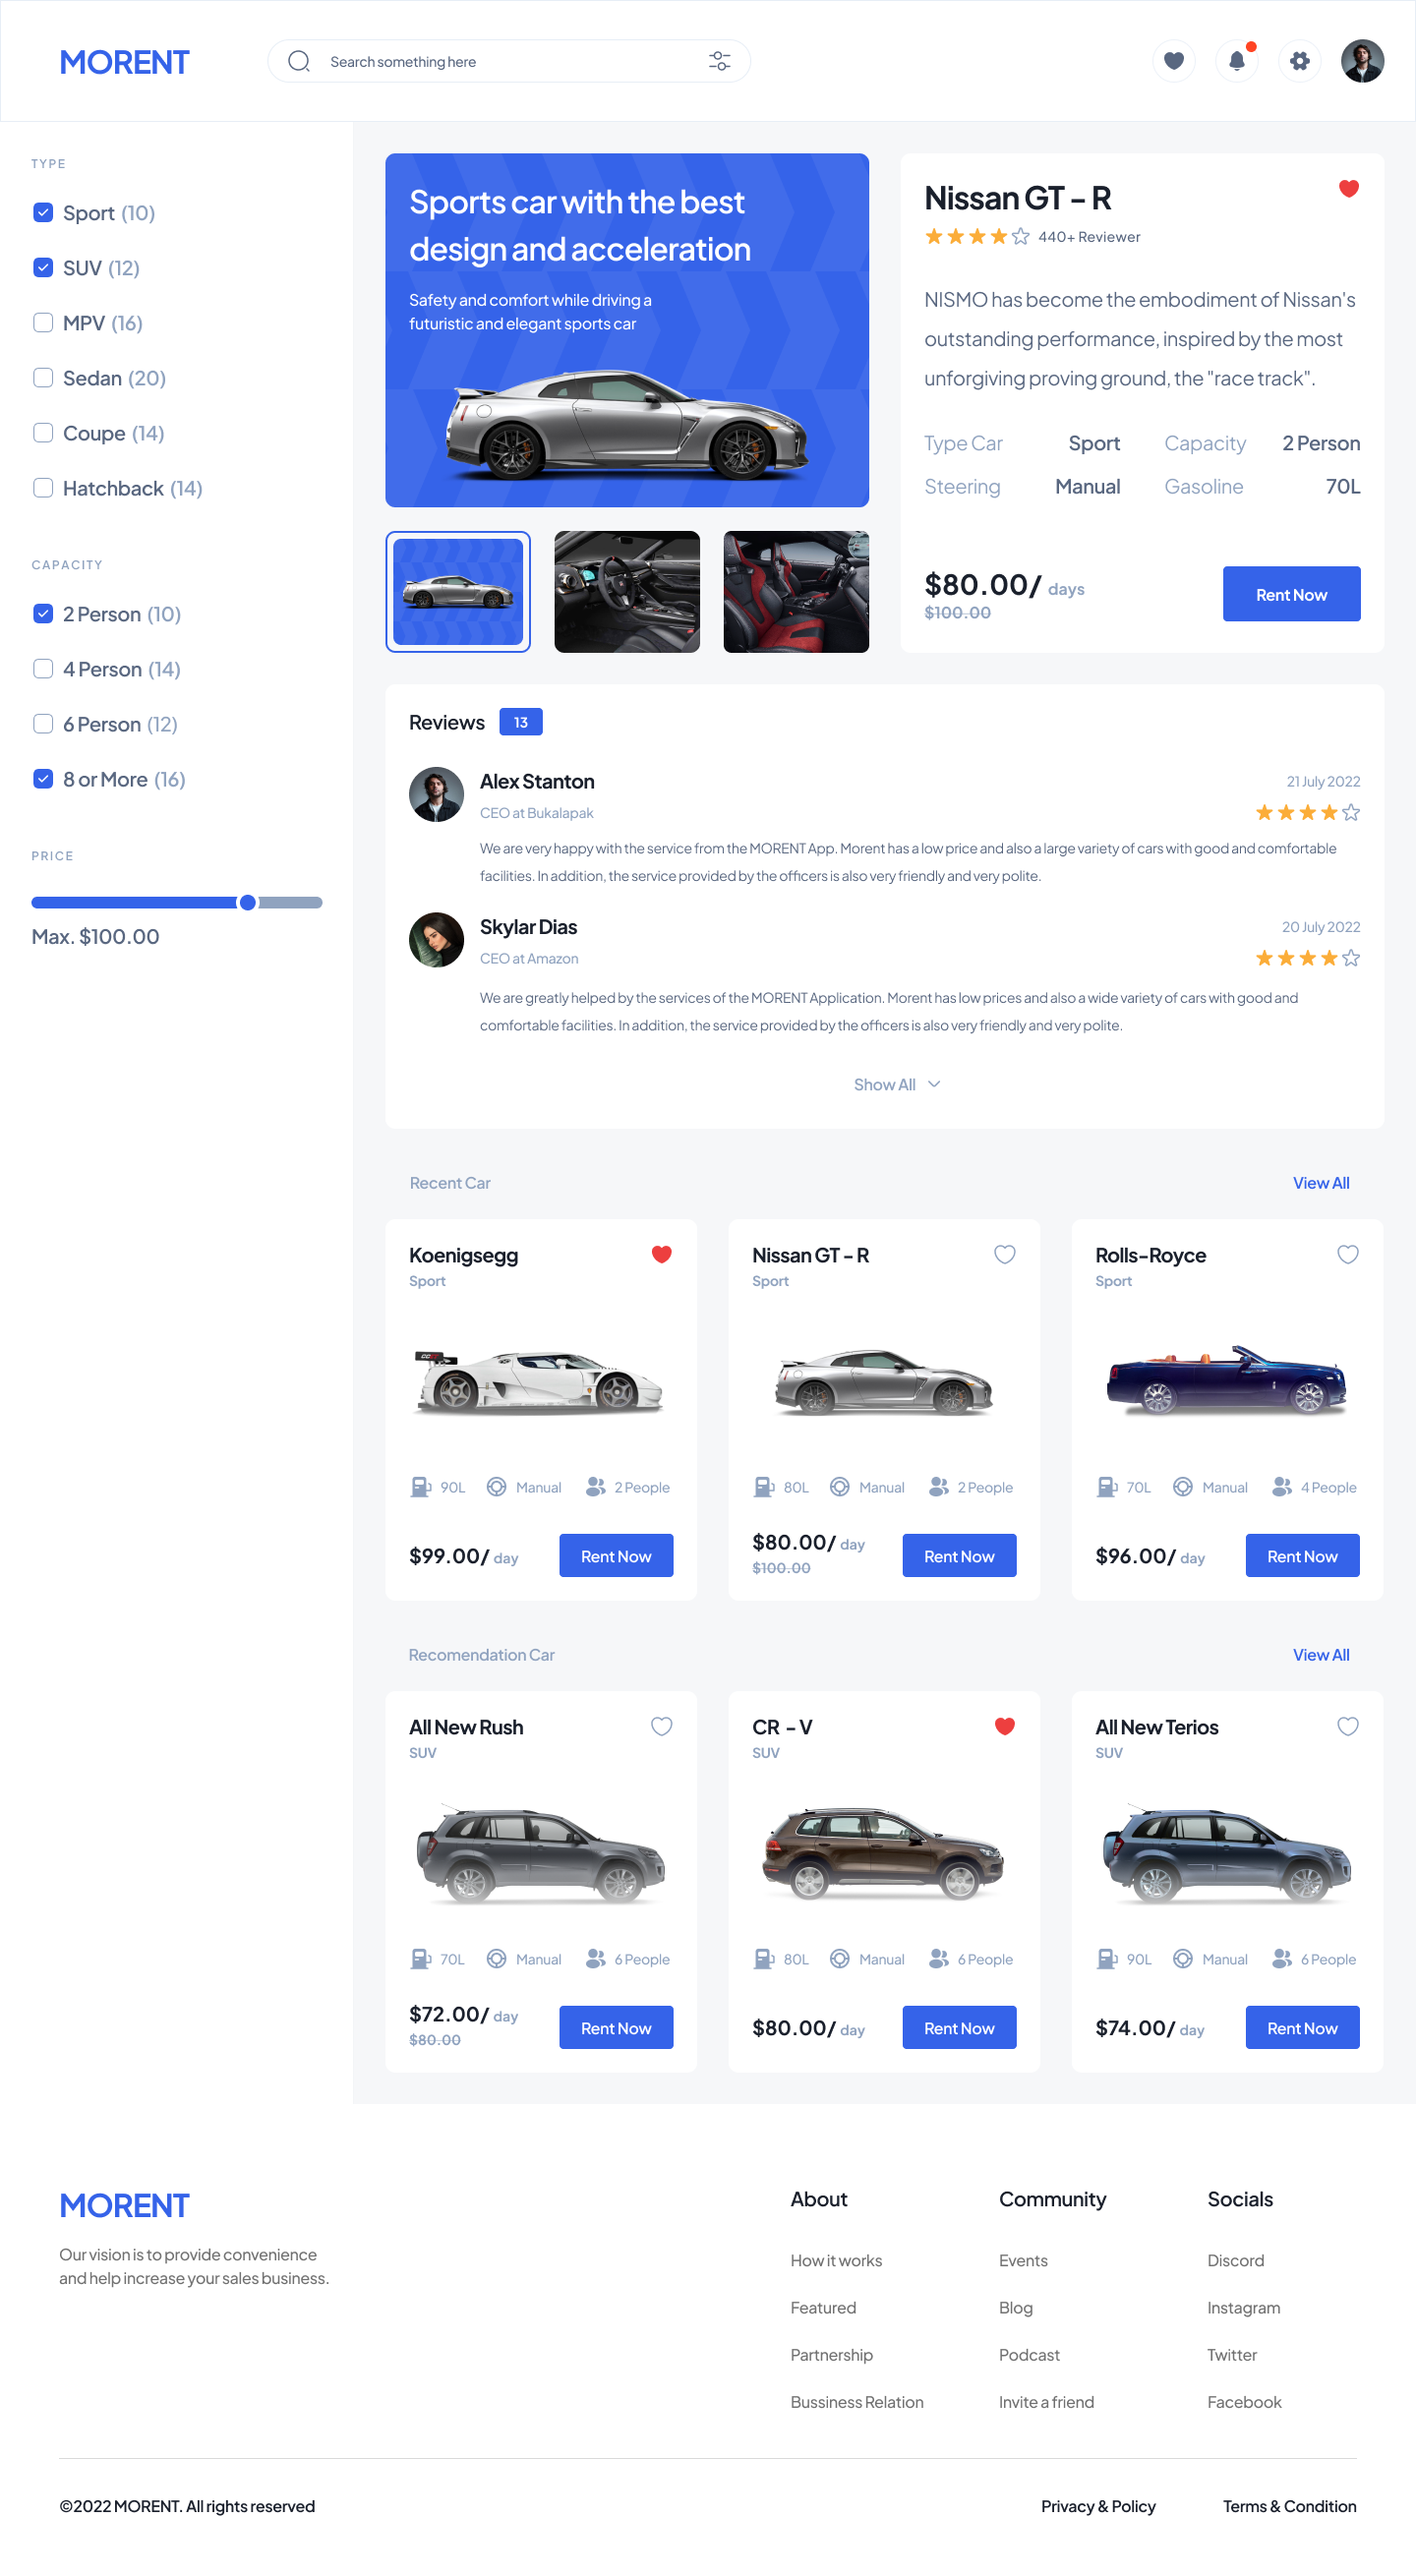 MORENT
Search something here
TYPE
Sport (10)
SUV (12)
MPV (16)
Sedan (20)
Coupe (14)
Hatchback (14)
CAPACITY
2 Person (10)
4 Person (14)
6 Person (12)
8 or More (16)
PRICE
Max. $100.00
Sports car with the best
design and acceleration
Safety and comfort while driving a
futuristic and elegant sports car
Nissan GT - R
440+ Reviewer
NISMO has become the embodiment of Nissan's
outstanding performance, inspired by the most
unforgiving proving ground, the "race track".
Type Car Sport Capacity 2 Person
Steering Manual Gasoline 70L
$80.00/ days
$100.00
Rent Now
Reviews 13
Alex Stanton 21 July 2022
CEO at Bukalapak
We are very happy with the service from the MORENT App. Morent has a low price and also a large variety of cars with good and comfortable
facilities. In addition, the service provided by the officers is also very friendly and very polite.
Skylar Dias 20 July 2022
CEO at Amazon
We are greatly helped by the services of the MORENT Application. Morent has low prices and also a wide variety of cars with good and
comfortable facilities. In addition, the service provided by the officers is also very friendly and very polite.
Show All
Recent Car View All
Koenigsegg
Sport
90L Manual 2 People
$99.00/ day
Rent Now
Nissan GT - R
Sport
80L Manual 2 People
$80.00/ day
$100.00
Rent Now
Rolls-Royce
Sport
70L Manual 4 People
$96.00/ day
Rent Now
Recomendation Car View All
All New Rush
SUV
70L Manual 6 People
$72.00/ day
$80.00
Rent Now
CR - V
SUV
80L Manual 6 People
$80.00/ day
Rent Now
All New Terios
SUV
90L Manual 6 People
$74.00/ day
Rent Now
MORENT
Our vision is to provide convenience
and help increase your sales business.
About
How it works
Featured
Partnership
Bussiness Relation
Community
Events
Blog
Podcast
Invite a friend
Socials
Discord
Instagram
Twitter
Facebook
©2022 MORENT. All rights reserved
Privacy & Policy
Terms & Condition